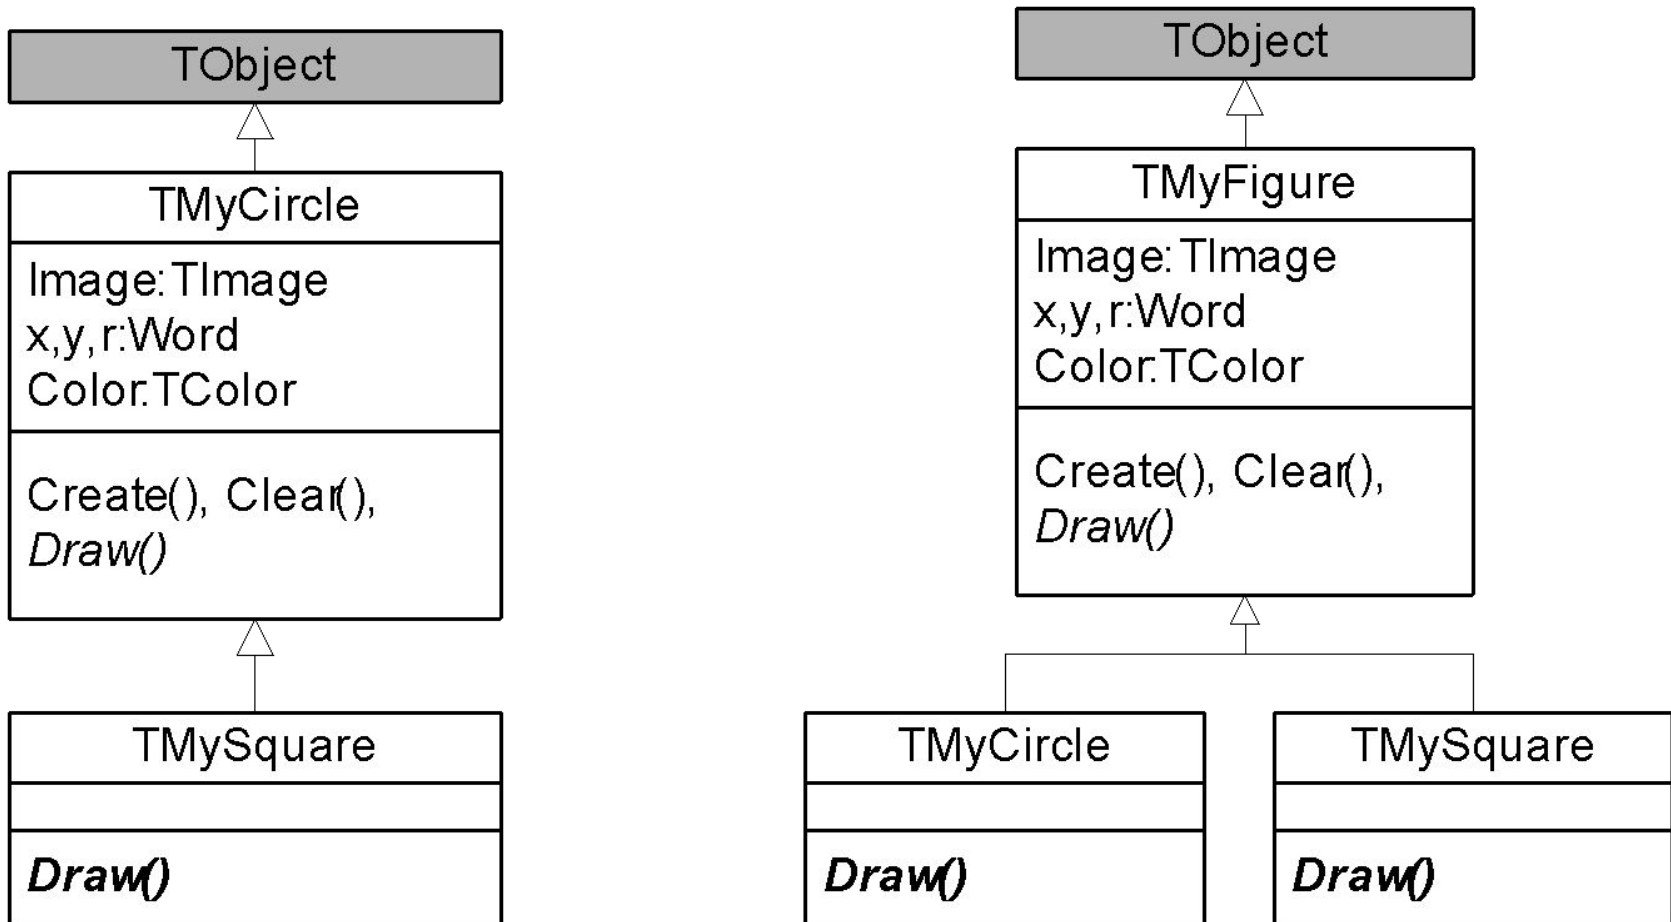 TObject
TMyCircle
Image:TImage
x,y,r:Word
Color:TColor
Create(), Clear(),
Draw()
TMySquare
Draw()
TObject
TMyFigure
Image:TImage
x,y,r:Word
Color:TColor
Create(), Clear(),
Draw()
TMyCircle
Draw()
TMySquare
Draw()